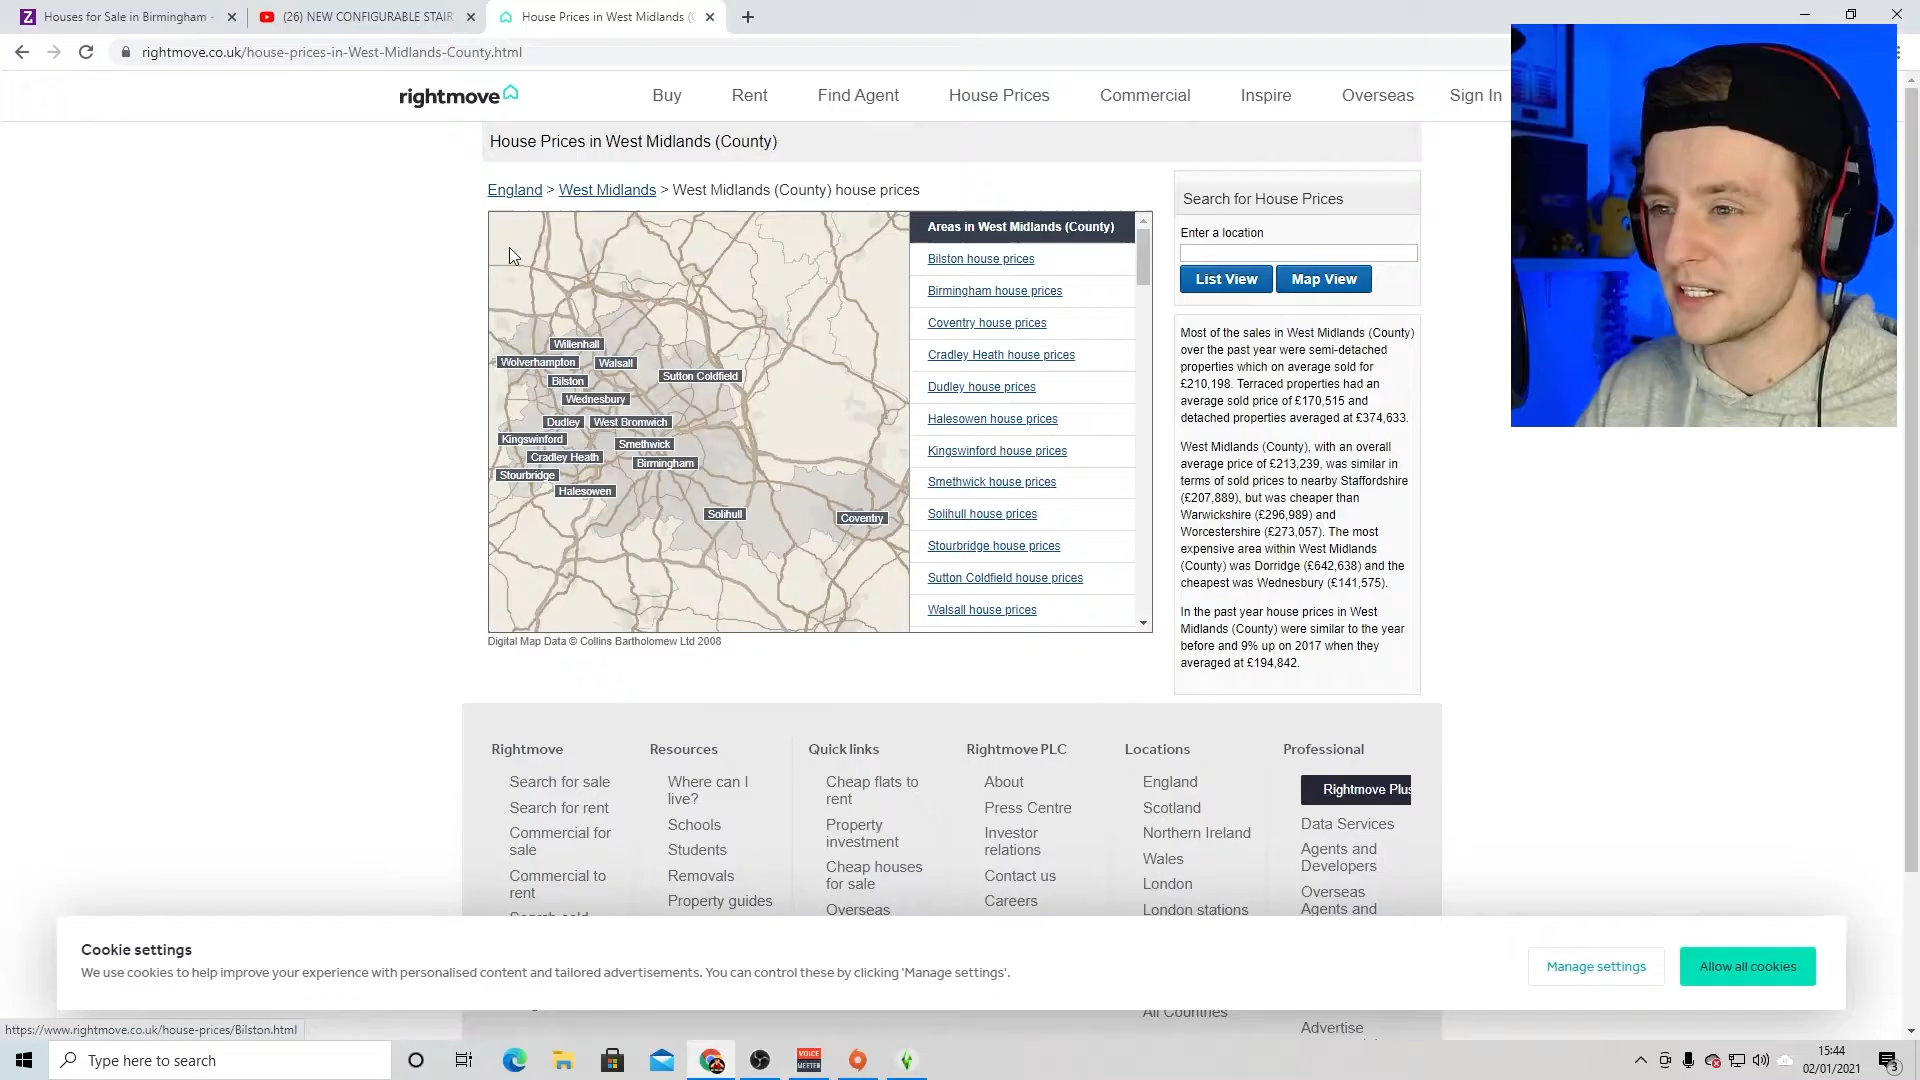 Houses for Sale in Birmingham -
(26) NEW CONFIGURABLE STAIR
House Prices in West Midlands (C
rightmove.co.uk/house-prices-in-West-Midlands-County.html
rightmove
Buy
Rent
Find Agent
House Prices
Commercial
Inspire
Overseas
Sign In
House Prices in West Midlands (County)
England > West Midlands > West Midlands (County) house prices
Willenhall
Wolverhampton
Walsall
Sutton Coldfield
Bilston
Wednesbury
Dudley
West Bromwich
Kingswinford
Smethwick
Cradley Heath
Birmingham
Stourbridge
Halesowen
Solihull
Coventry
Areas in West Midlands (County)
Bilston house prices
Birmingham house prices
Coventry house prices
Cradley Heath house prices
Dudley house prices
Halesowen house prices
Kingswinford house prices
Smethwick house prices
Solihull house prices
Stourbridge house prices
Sutton Coldfield house prices
Walsall house prices
Digital Map Data © Collins Bartholomew Ltd 2008
Search for House Prices
Enter a location
List View
Map View
Most of the sales in West Midlands (County)
over the past year were semi-detached
properties which on average sold for
£210,198. Terraced properties had an
average sold price of £170,515 and
detached properties averaged at £374,633.
West Midlands (County), with an overall
average price of £213,239, was similar in
terms of sold prices to nearby Staffordshire
(£207,889), but was cheaper than
Warwickshire (£296,989) and
Worcestershire (£273,057). The most
expensive area within West Midlands
(County) was Dorridge (£642,638) and the
cheapest was Wednesbury (£141,575).
In the past year house prices in West
Midlands (County) were similar to the year
before and 9% up on 2017 when they
averaged at £194,842.
Rightmove
Search for sale
Search for rent
Commercial for
sale
Commercial to
rent
Resources
Where can I
live?
Schools
Students
Removals
Property guides
Quick links
Cheap flats to
rent
Property
investment
Cheap houses
for sale
Overseas
Rightmove PLC
About
Press Centre
Investor
relations
Contact us
Careers
Locations
England
Scotland
Northern Ireland
Wales
London
London stations
All Countries
Professional
Rightmove Plus
Data Services
Agents and
Developers
Overseas
Agents and
Advertise
Cookie settings
We use cookies to help improve your experience with personalised content and tailored advertisements. You can control these by clicking 'Manage settings'.
Manage settings
Allow all cookies
https://www.rightmove.co.uk/house-prices/Bilston.html
Type here to search
VOICE
MEETER
15:44
02/01/2021
3